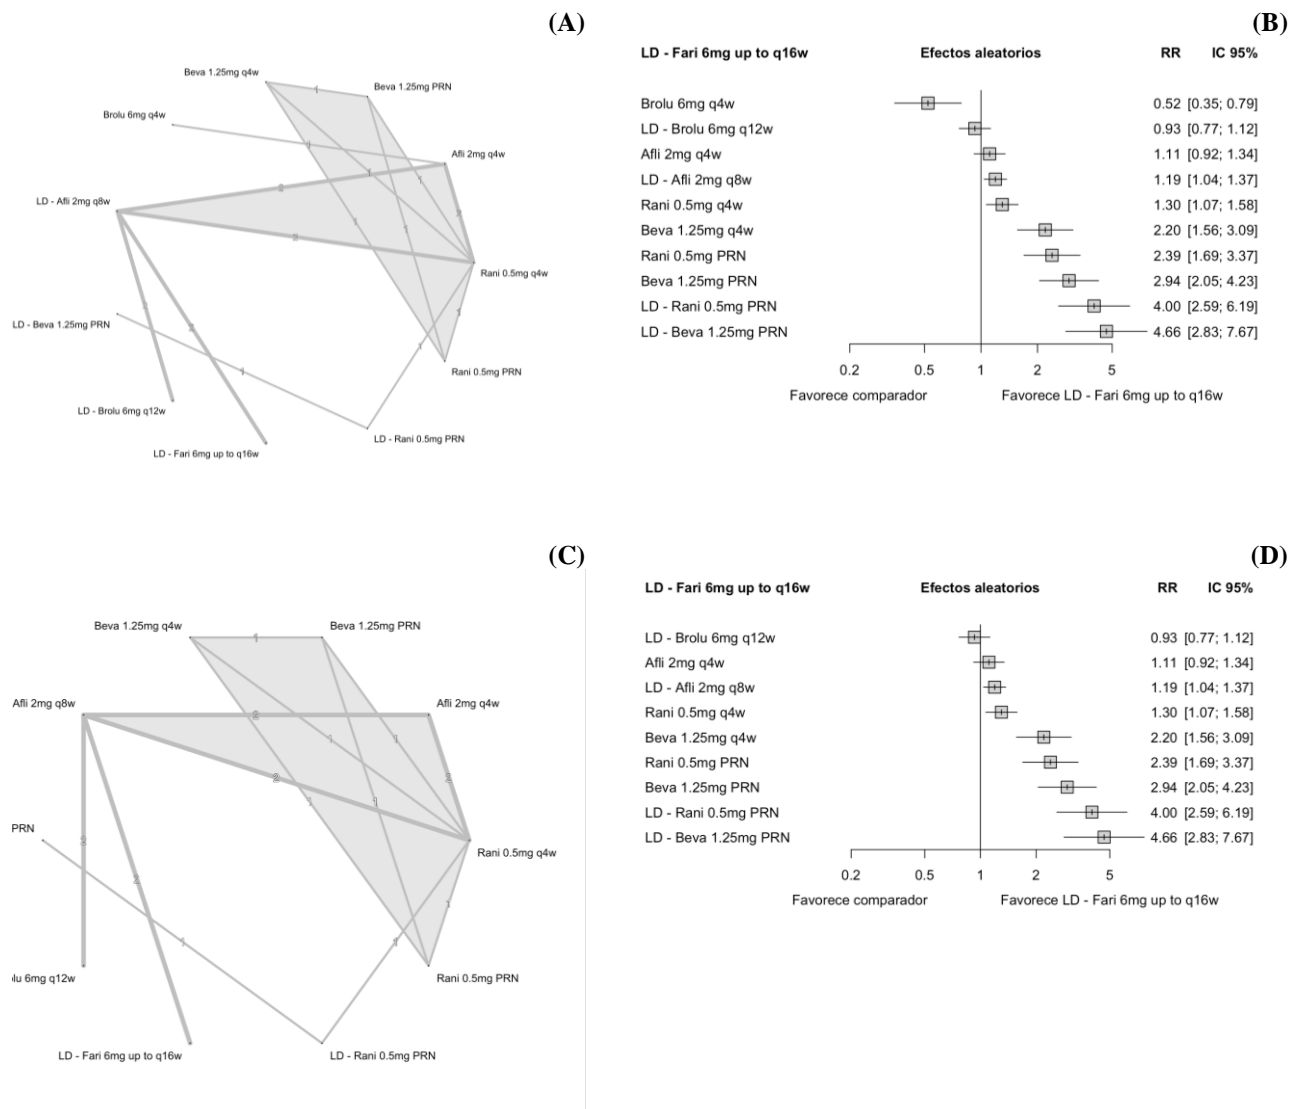 (A)
Beva 1.25mg q4w
Beva 1.25mg PRN
Brolu 6mg q4w
Afli 2mg q4w
LD - Afli 2mg q8w
Rani 0.5mg q4w
LD - Beva 1.25mg PRN
Rani 0.5mg PRN
LD - Brolu 6mg q12w
LD - Rani 0.5mg PRN
LD - Fari 6mg up to q16w
(B)
LD - Fari 6mg up to q16w Efectos aleatorios RR IC 95%
Brolu 6mg q4w 0.52 [0.35; 0.79]
LD - Brolu 6mg q12w 0.93 [0.77; 1.12]
Afli 2mg q4w 1.11 [0.92; 1.34]
LD - Afli 2mg q8w 1.19 [1.04; 1.37]
Rani 0.5mg q4w 1.30 [1.07; 1.58]
Beva 1.25mg q4w 2.20 [1.56; 3.09]
Rani 0.5mg PRN 2.39 [1.69; 3.37]
Beva 1.25mg PRN 2.94 [2.05; 4.23]
LD - Rani 0.5mg PRN 4.00 [2.59; 6.19]
LD - Beva 1.25mg PRN 4.66 [2.83; 7.67]
0.2 0.5 1 2 5
Favorece comparador Favorece LD - Fari 6mg up to q16w
(C)
Beva 1.25mg q4w
Beva 1.25mg PRN
Afli 2mg q8w
Afli 2mg q4w
PRN
Rani 0.5mg q4w
6mg q12w
Rani 0.5mg PRN
LD - Fari 6mg up to q16w
LD - Rani 0.5mg PRN
(D)
LD - Fari 6mg up to q16w Efectos aleatorios RR IC 95%
LD - Brolu 6mg q12w 0.93 [0.77; 1.12]
Afli 2mg q4w 1.11 [0.92; 1.34]
LD - Afli 2mg q8w 1.19 [1.04; 1.37]
Rani 0.5mg q4w 1.30 [1.07; 1.58]
Beva 1.25mg q4w 2.20 [1.56; 3.09]
Rani 0.5mg PRN 2.39 [1.69; 3.37]
Beva 1.25mg PRN 2.94 [2.05; 4.23]
LD - Rani 0.5mg PRN 4.00 [2.59; 6.19]
LD - Beva 1.25mg PRN 4.66 [2.83; 7.67]
0.2 0.5 1 2 5
Favorece comparador Favorece LD - Fari 6mg up to q16w